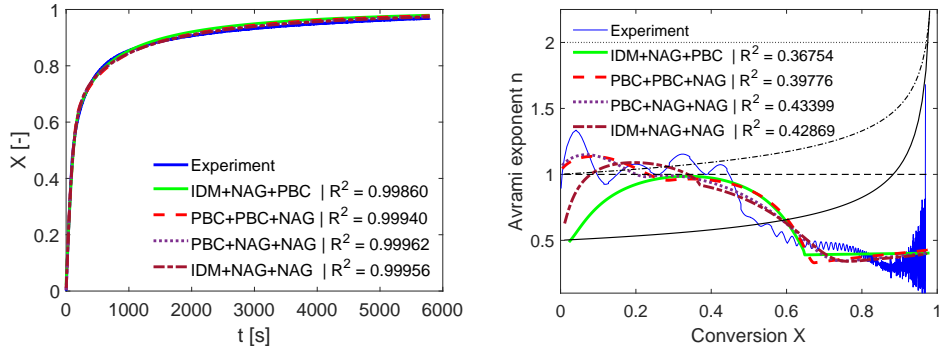 X [-]
1
0.8
0.6
0.4
0.2
0
Experiment
IDM+NAG+PBC | R² = 0.99860
PBC+PBC+NAG | R² = 0.99940
PBC+NAG+NAG | R² = 0.99962
IDM+NAG+NAG | R² = 0.99956
0 1000 2000 3000 4000 5000 6000
t [s]
Avrami exponent n
2
1.5
1
0.5
Experiment
IDM+NAG+PBC | R² = 0.36754
PBC+PBC+NAG | R² = 0.39776
PBC+NAG+NAG | R² = 0.43399
IDM+NAG+NAG | R² = 0.42869
0 0.2 0.4 0.6 0.8 1
Conversion X